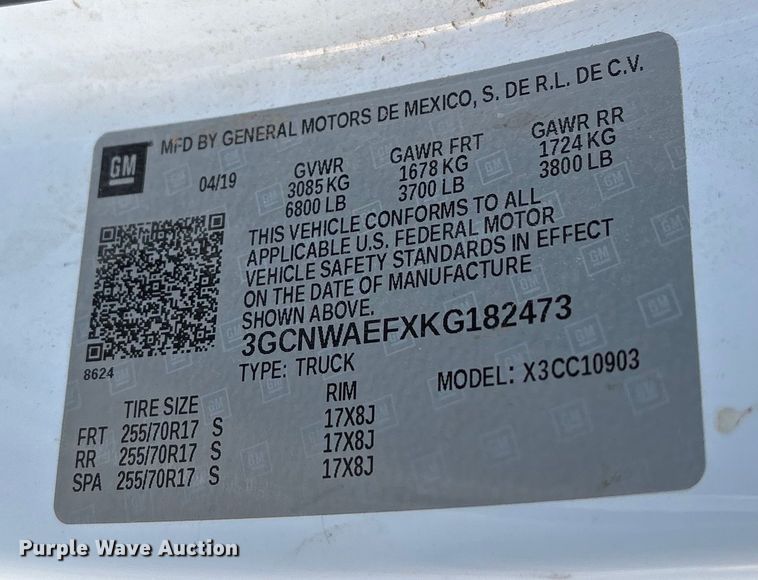 GM
MFD BY GENERAL MOTORS DE MEXICO, S. DE R.L. DE C.V.
04/19
GVWR GAWR FRT GAWR RR
3085 KG 1678 KG 1724 KG
6800 LB 3700 LB 3800 LB
THIS VEHICLE CONFORMS TO ALL
APPLICABLE U.S. FEDERAL MOTOR
VEHICLE SAFETY STANDARDS IN EFFECT
ON THE DATE OF MANUFACTURE
SHOWN ABOVE.
3GCNWAEFXKG182473
8624
TYPE: TRUCK MODEL: X3CC10903
TIRE SIZE RIM
FRT 255/70R17 S 17X8J
RR 255/70R17 S 17X8J
SPA 255/70R17 S 17X8J
Purple Wave Auction